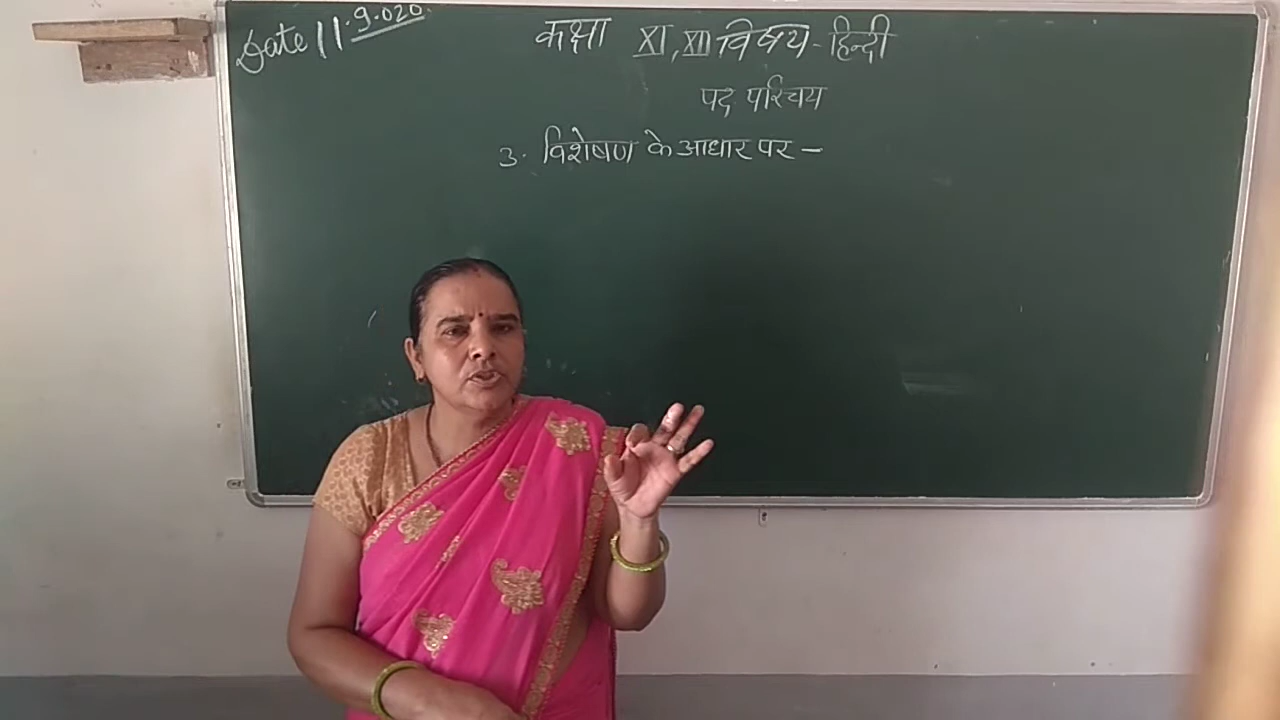 Date 11.9.020.
कक्षा XI, XII विषय - हिन्दी
पद परिचय
3. विशेषण के आधार पर -